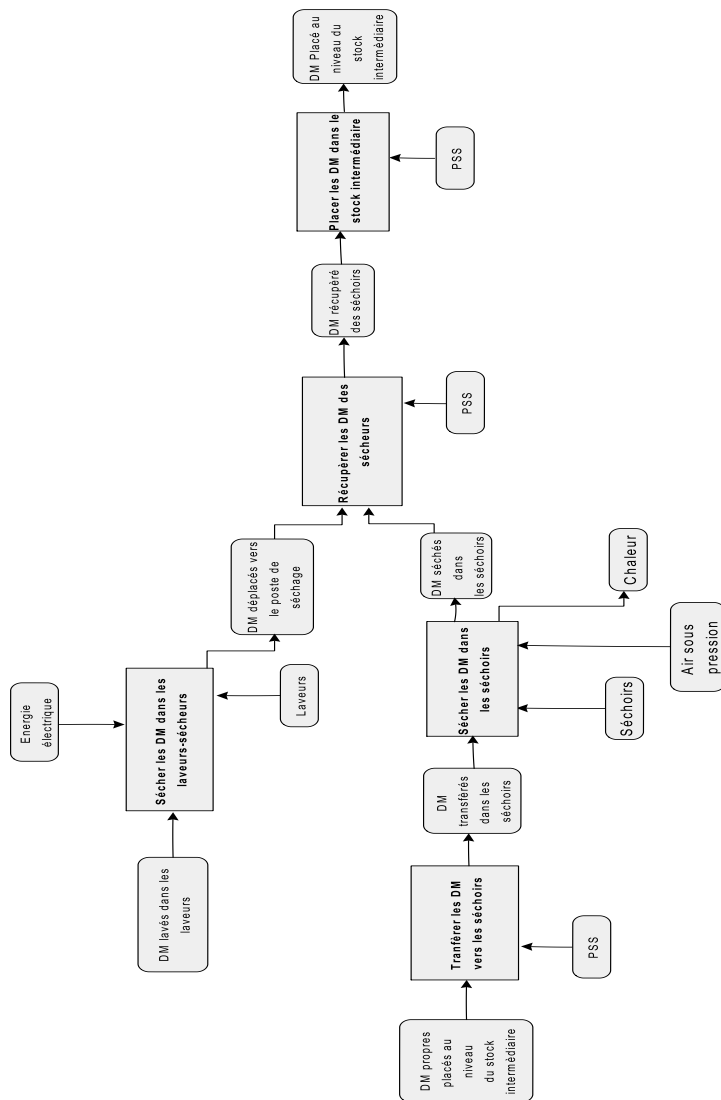 DM lavés dans les
laveurs
Energie
électrique
Sécher les DM dans les
laveurs-sécheurs
Laveurs
DM déplacés vers
le poste de
séchage
DM Placé au
niveau du
stock
intermédiaire
Placer les DM dans le
stock intermédiaire
PSS
DM récupèré
des séchoirs
Récupèrer les DM des
sécheurs
PSS
DM propres
placés au
niveau
du stock
intermédiaire
Tranfèrer les DM
vers les séchoirs
PSS
DM
transférés
dans les
séchoirs
Sécher les DM dans
les séchoirs
DM séchés
dans
les séchoirs
Séchoirs
Air sous
pression
Chaleur